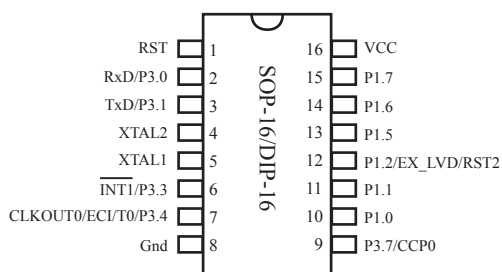 RST 1 16 VCC
RxD/P3.0 2 15 P1.7
TxD/P3.1 3 14 P1.6
XTAL2 4 13 P1.5
XTAL1 5 12 P1.2/EX_LVD/RST2
INT1/P3.3 6 11 P1.1
CLKOUT0/ECI/T0/P3.4 7 10 P1.0
Gnd 8 9 P3.7/CCP0
SOP-16/DIP-16